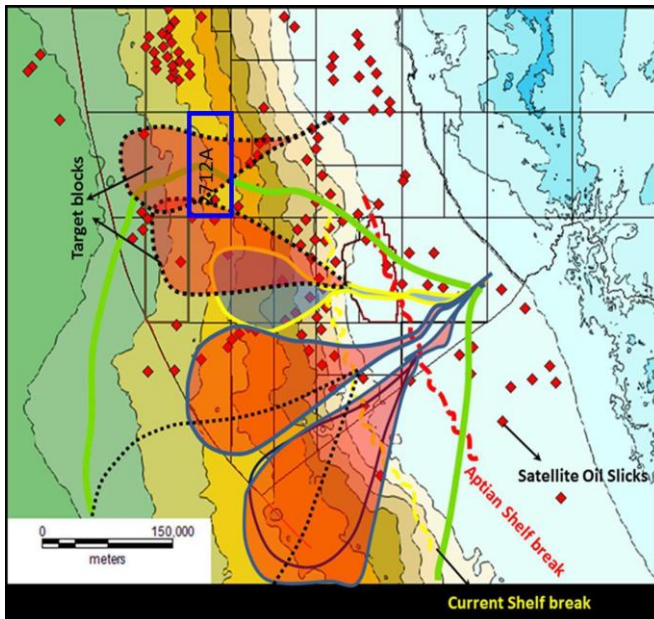 2712A
Target blocks
Satellite Oil Slicks
Aptian Shelf break
0 150,000
meters
Current Shelf break